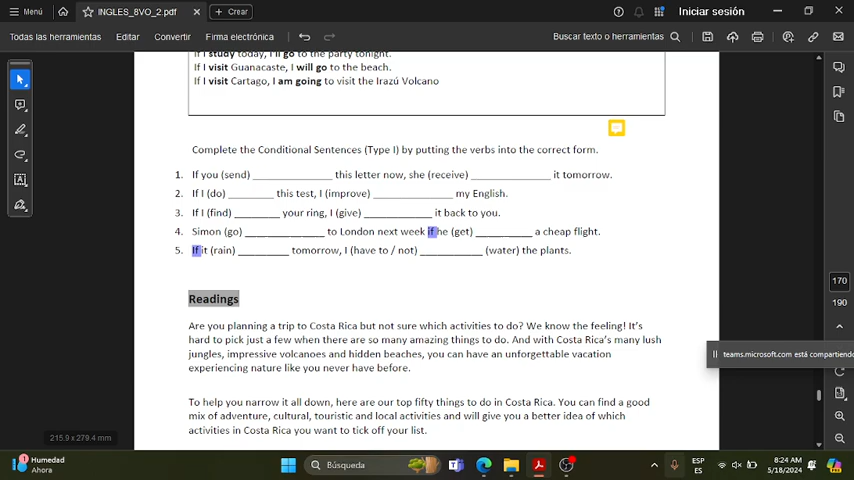 Menú
INGLES_8VO_2.pdf
+ Crear
Iniciar sesión
Todas las herramientas
Editar
Convertir
Firma electrónica
Buscar texto o herramientas
If I study today, I'll go to the party tonight.
If I visit Guanacaste, I will go to the beach.
If I visit Cartago, I am going to visit the Irazú Volcano
Complete the Conditional Sentences (Type I) by putting the verbs into the correct form.
1. If you (send) ________________ this letter now, she (receive) ________________ it tomorrow.
2. If I (do) _________ this test, I (improve) ________________ my English.
3. If I (find) _________ your ring, I (give) ______________ it back to you.
4. Simon (go) ________________ to London next week if he (get) ___________ a cheap flight.
5. If it (rain) __________ tomorrow, I (have to / not) ____________ (water) the plants.
Readings
Are you planning a trip to Costa Rica but not sure which activities to do? We know the feeling! It's
hard to pick just a few when there are so many amazing things to do. And with Costa Rica's many lush
jungles, impressive volcanoes and hidden beaches, you can have an unforgettable vacation
experiencing nature like you never have before.
To help you narrow it all down, here are our top fifty things to do in Costa Rica. You can find a good
mix of adventure, cultural, touristic and local activities and will give you a better idea of which
activities in Costa Rica you want to tick off your list.
170
190
teams.microsoft.com está compartiendo
215.9 x 279.4 mm
1
Humedad
Ahora
Búsqueda
ESP
ES
8:24 AM
5/18/2024